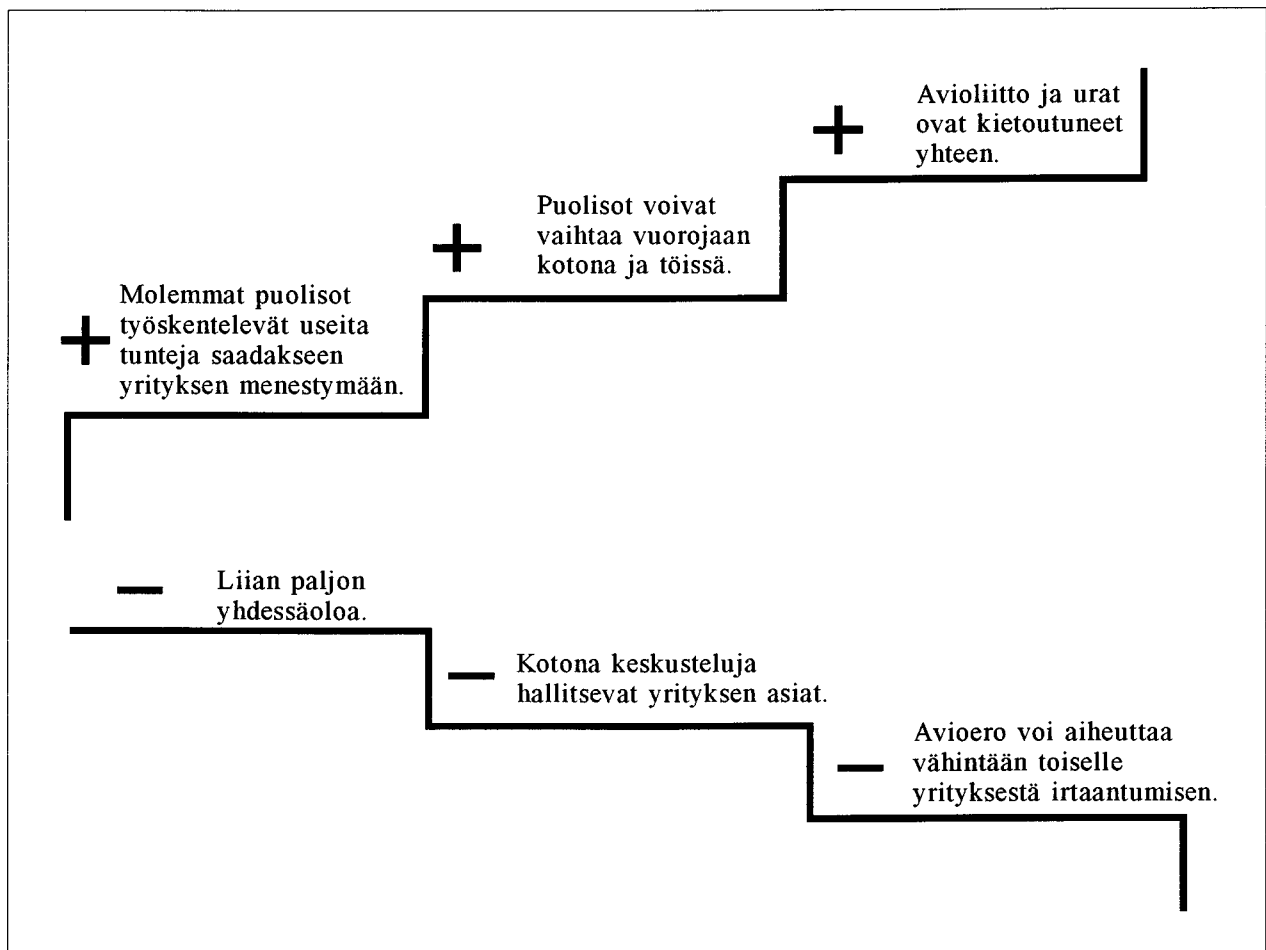 + Avioliitto ja urat
ovat kietoutuneet
yhteen.
+ Puolisot voivat
vaihtaa vuorojaan
kotona ja töissä.
+ Molemmat puolisot
työskentelevät useita
tunteja saadakseen
yrityksen menestymään.
− Liian paljon
yhdessäoloa.
− Kotona keskusteluja
hallitsevat yrityksen asiat.
− Avioero voi aiheuttaa
vähintään toiselle
yrityksestä irtaantumisen.